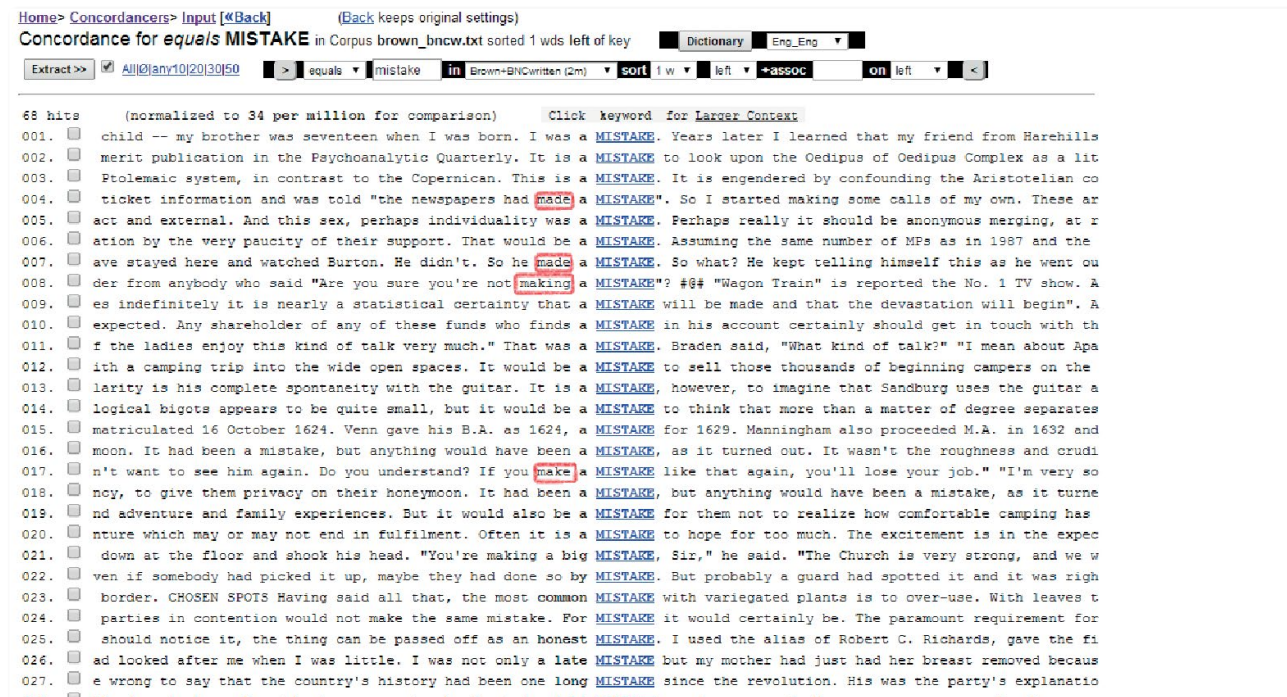 Home> Concordancers> Input [«Back] (Back keeps original settings)
Concordance for equals MISTAKE in Corpus brown_bncw.txt sorted 1 wds left of key Dictionary Eng_Eng ▼
Extract >> All|Ø|any10|20|30|50 > equals ▼ mistake in Brown+BNCwritten (2m) ▼ sort 1 w ▼ left ▼ +assoc on left ▼ <
68 hits (normalized to 34 per million for comparison) Click keyword for Larger Context
001. child -- my brother was seventeen when I was born. I was a MISTAKE. Years later I learned that my friend from Harehills
002. merit publication in the Psychoanalytic Quarterly. It is a MISTAKE to look upon the Oedipus of Oedipus Complex as a lit
003. Ptolemaic system, in contrast to the Copernican. This is a MISTAKE. It is engendered by confounding the Aristotelian co
004. ticket information and was told "the newspapers had made a MISTAKE". So I started making some calls of my own. These ar
005. act and external. And this sex, perhaps individuality was a MISTAKE. Perhaps really it should be anonymous merging, at r
006. ation by the very paucity of their support. That would be a MISTAKE. Assuming the same number of MPs as in 1987 and the
007. ave stayed here and watched Burton. He didn't. So he made a MISTAKE. So what? He kept telling himself this as he went ou
008. der from anybody who said "Are you sure you're not making a MISTAKE"? #@# "Wagon Train" is reported the No. 1 TV show. A
009. es indefinitely it is nearly a statistical certainty that a MISTAKE will be made and that the devastation will begin". A
010. expected. Any shareholder of any of these funds who finds a MISTAKE in his account certainly should get in touch with th
011. f the ladies enjoy this kind of talk very much." That was a MISTAKE. Braden said, "What kind of talk?" "I mean about Apa
012. ith a camping trip into the wide open spaces. It would be a MISTAKE to sell those thousands of beginning campers on the
013. larity is his complete spontaneity with the guitar. It is a MISTAKE, however, to imagine that Sandburg uses the guitar a
014. logical bigots appears to be quite small, but it would be a MISTAKE to think that more than a matter of degree separates
015. matriculated 16 October 1624. Venn gave his B.A. as 1624, a MISTAKE for 1629. Manningham also proceeded M.A. in 1632 and
016. moon. It had been a mistake, but anything would have been a MISTAKE, as it turned out. It wasn't the roughness and crudi
017. n't want to see him again. Do you understand? If you make a MISTAKE like that again, you'll lose your job." "I'm very so
018. ncy, to give them privacy on their honeymoon. It had been a MISTAKE, but anything would have been a mistake, as it turne
019. nd adventure and family experiences. But it would also be a MISTAKE for them not to realize how comfortable camping has
020. nture which may or may not end in fulfilment. Often it is a MISTAKE to hope for too much. The excitement is in the expec
021. down at the floor and shook his head. "You're making a big MISTAKE, Sir," he said. "The Church is very strong, and we w
022. ven if somebody had picked it up, maybe they had done so by MISTAKE. But probably a guard had spotted it and it was righ
023. border. CHOSEN SPOTS Having said all that, the most common MISTAKE with variegated plants is to over-use. With leaves t
024. parties in contention would not make the same mistake. For MISTAKE it would certainly be. The paramount requirement for
025. should notice it, the thing can be passed off as an honest MISTAKE. I used the alias of Robert C. Richards, gave the fi
026. ad looked after me when I was little. I was not only a late MISTAKE but my mother had just had her breast removed becaus
027. e wrong to say that the country's history had been one long MISTAKE since the revolution. His was the party's explanatio